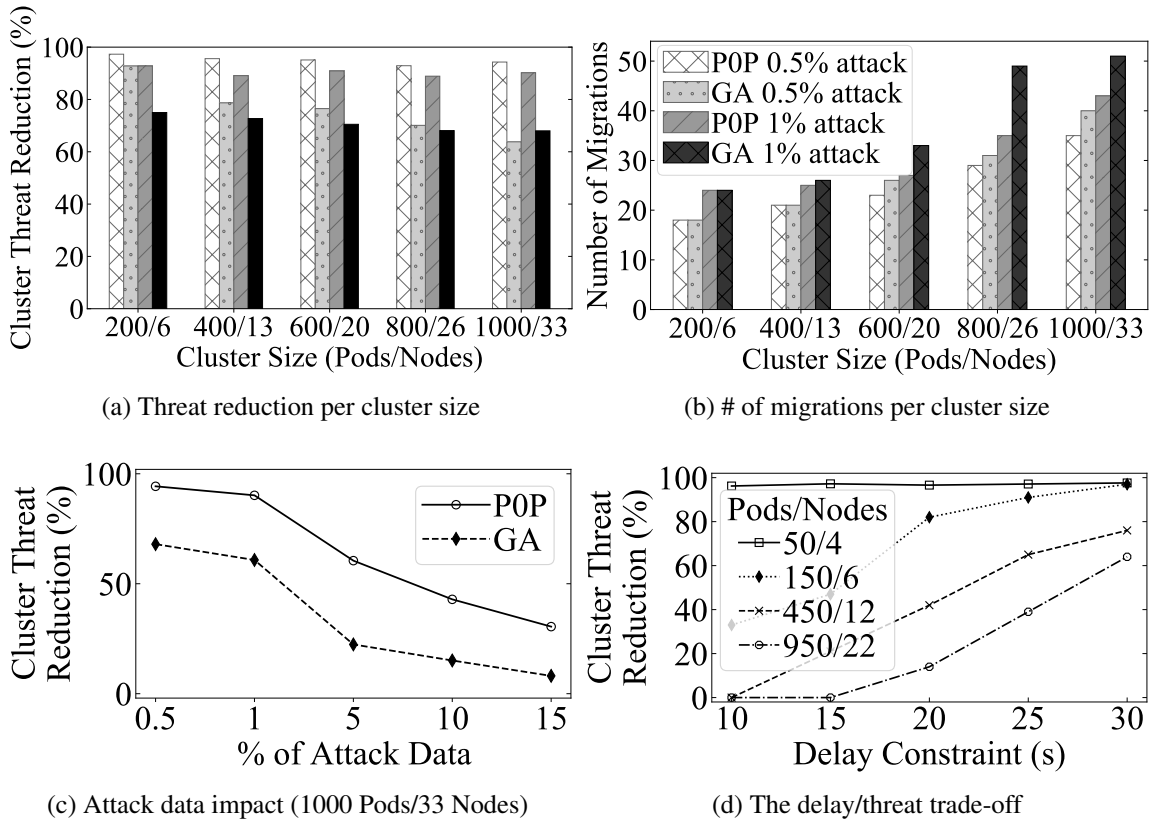 Cluster Threat Reduction (%)
100
80
60
40
20
0
200/6 400/13 600/20 800/26 1000/33
Cluster Size (Pods/Nodes)
(a) Threat reduction per cluster size
Number of Migrations
50
40
30
20
10
0
P0P 0.5% attack
GA 0.5% attack
P0P 1% attack
GA 1% attack
200/6 400/13 600/20 800/26 1000/33
Cluster Size (Pods/Nodes)
(b) # of migrations per cluster size
Cluster Threat
Reduction (%)
100
50
0
P0P
GA
0.5 1 5 10 15
% of Attack Data
(c) Attack data impact (1000 Pods/33 Nodes)
Cluster Threat
Reduction (%)
100
80
60
40
20
0
Pods/Nodes
50/4
150/6
450/12
950/22
10 15 20 25 30
Delay Constraint (s)
(d) The delay/threat trade-off